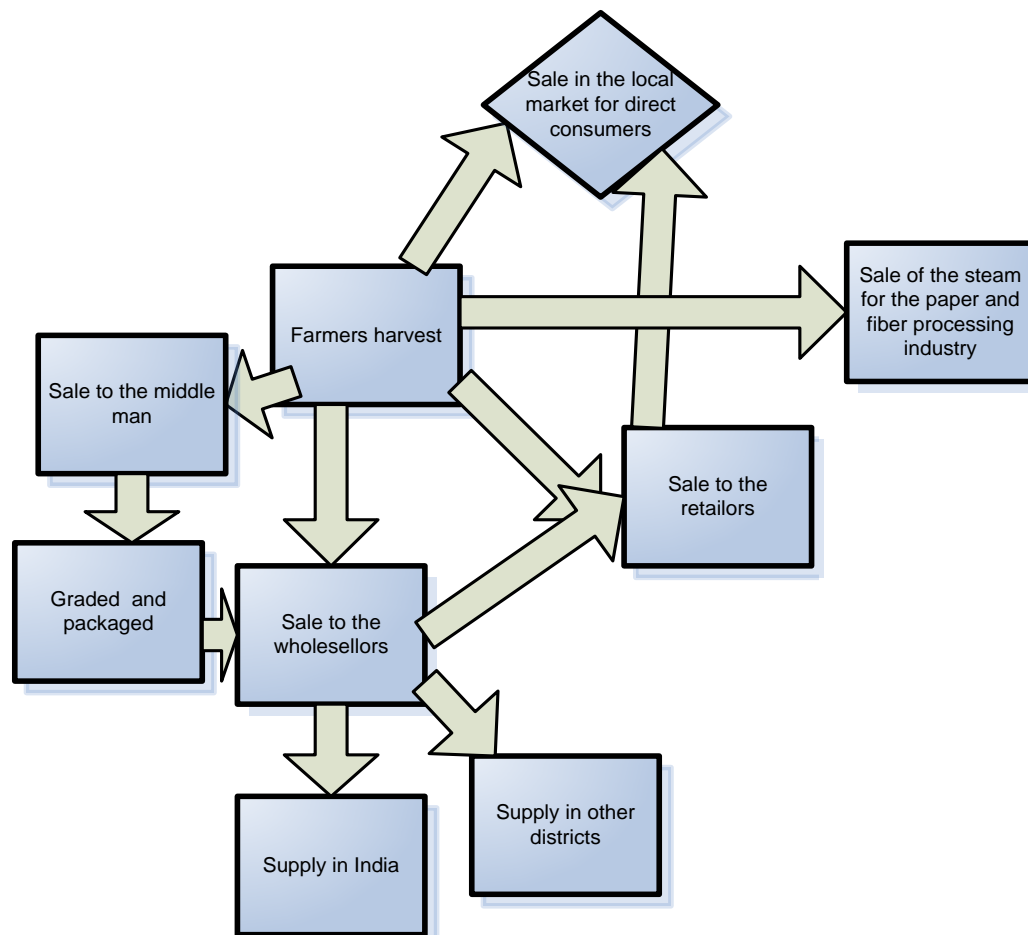 Sale in the local
market for direct
consumers
Sale of the steam
for the paper and
fiber processing
industry
Farmers harvest
Sale to the middle
man
Sale to the
retailors
Graded  and
packaged
Sale to the
wholesellors
Supply in other
districts
Supply in India